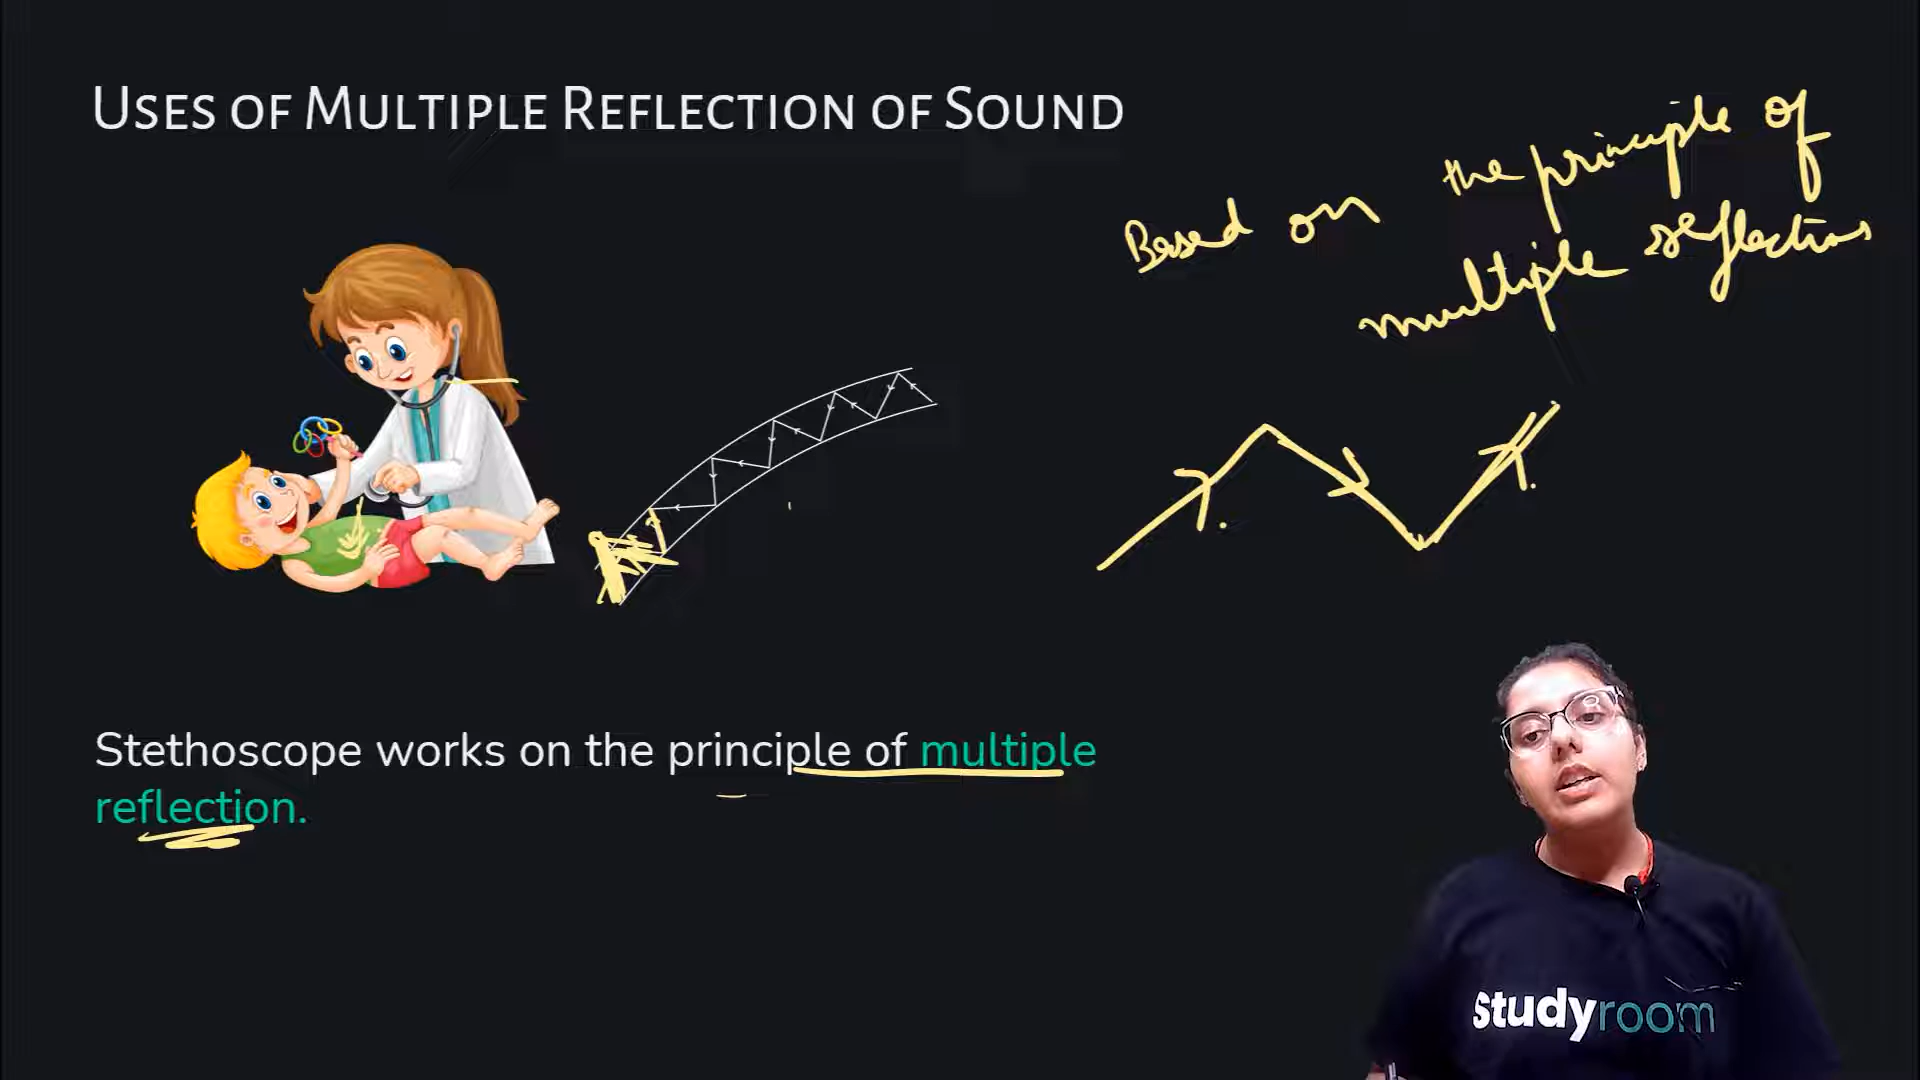 USES OF MULTIPLE REFLECTION OF SOUND
Based on the principle of
multiple reflections
Stethoscope works on the principle of multiple
reflection.
Studyroom